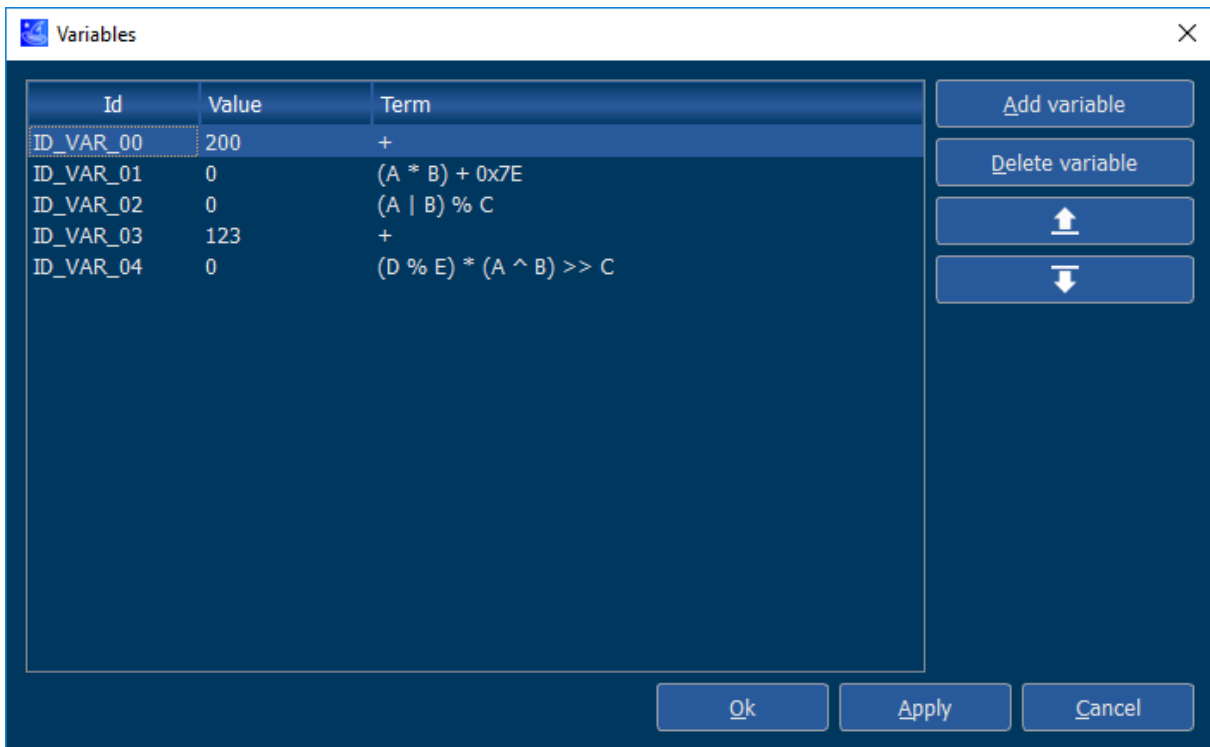 Variables
Id Value Term
ID_VAR_00 200 +
ID_VAR_01 0 (A * B) + 0x7E
ID_VAR_02 0 (A | B) % C
ID_VAR_03 123 +
ID_VAR_04 0 (D % E) * (A ^ B) >> C
Add variable
Delete variable
Ok Apply Cancel